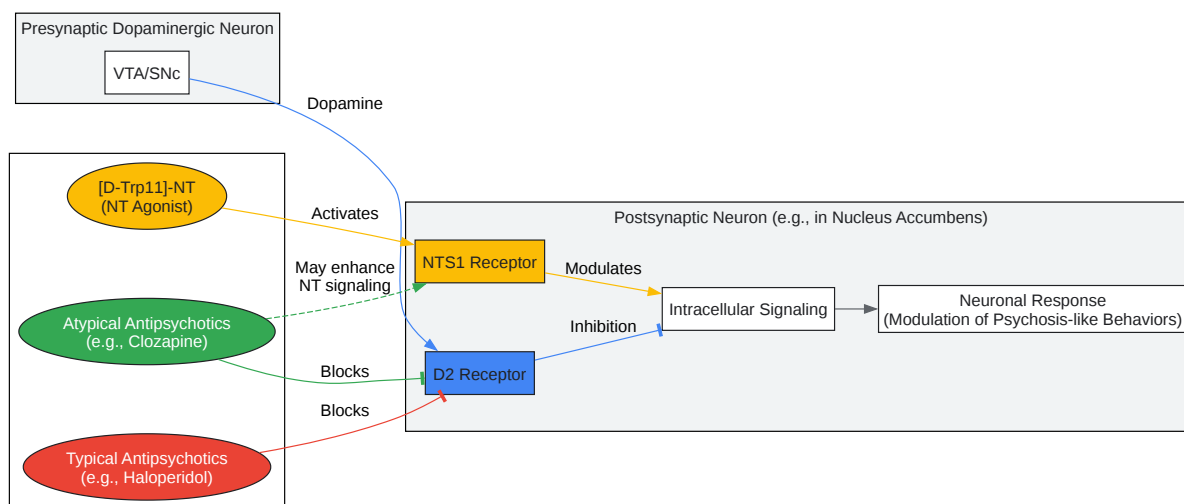 Presynaptic Dopaminergic Neuron
VTA/SNc
Dopamine
[D-Trp11]-NT
(NT Agonist)
Activates
Postsynaptic Neuron (e.g., in Nucleus Accumbens)
NTS1 Receptor
May enhance
NT signaling
Modulates
Intracellular Signaling
Neuronal Response
(Modulation of Psychosis-like Behaviors)
Atypical Antipsychotics
(e.g., Clozapine)
Inhibition
Blocks
D2 Receptor
Blocks
Typical Antipsychotics
(e.g., Haloperidol)